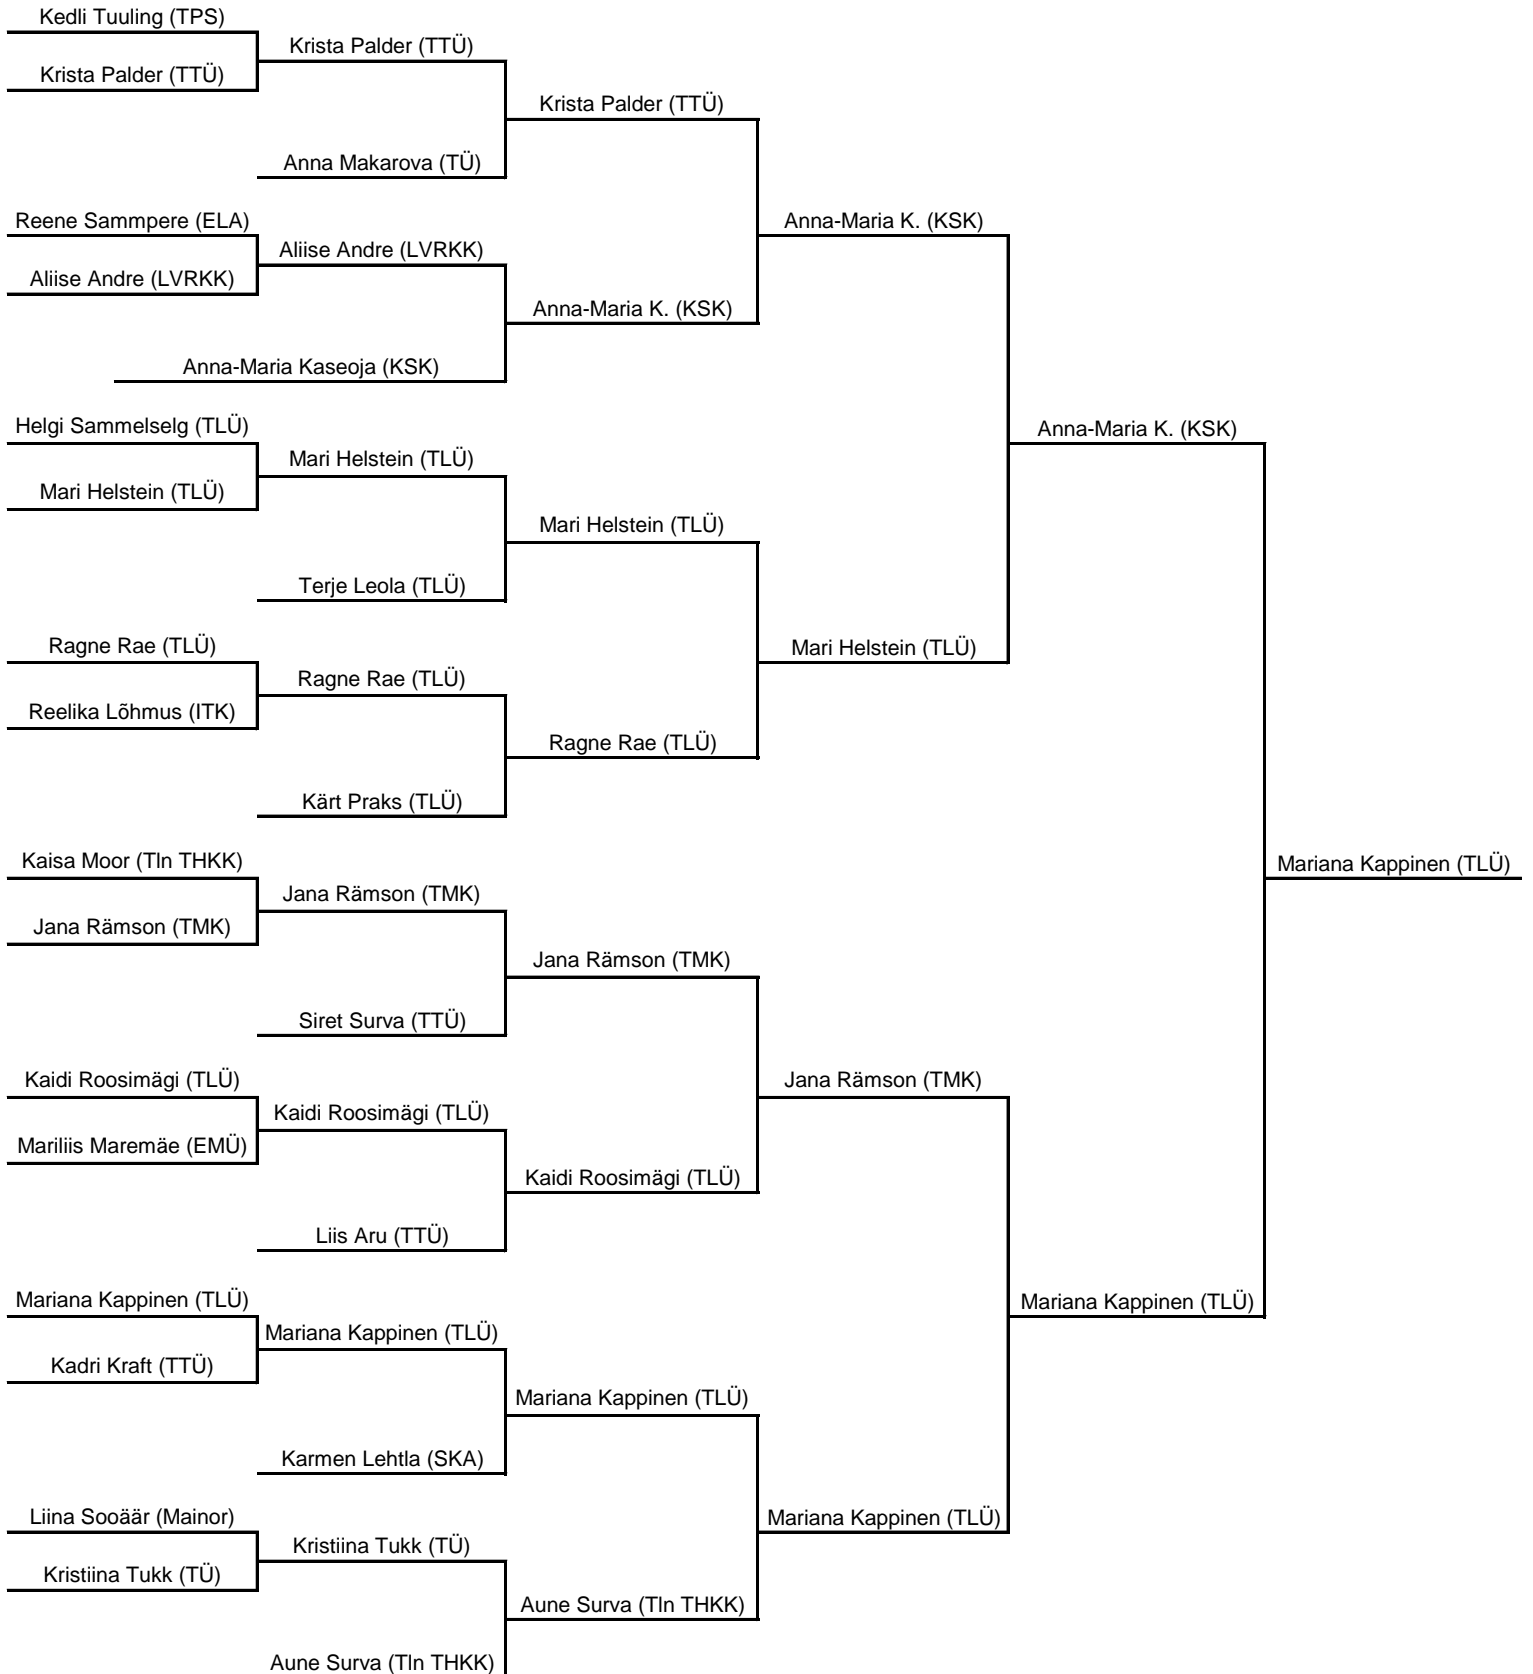 Kedli Tuuling (TPS)
Krista Palder (TTÜ)
Krista Palder (TTÜ)
Krista Palder (TTÜ)
Anna Makarova (TÜ)
Reene Sammpere (ELA)
Anna-Maria K. (KSK)
Aliise Andre (LVRKK)
Aliise Andre (LVRKK)
Anna-Maria K. (KSK)
Anna-Maria Kaseoja (KSK)
Helgi Sammelselg (TLÜ)
Anna-Maria K. (KSK)
Mari Helstein (TLÜ)
Mari Helstein (TLÜ)
Mari Helstein (TLÜ)
Terje Leola (TLÜ)
Ragne Rae (TLÜ)
Mari Helstein (TLÜ)
Ragne Rae (TLÜ)
Reelika Lõhmus (ITK)
Ragne Rae (TLÜ)
Kärt Praks (TLÜ)
Kaisa Moor (Tln THKK)
Mariana Kappinen (TLÜ)
Jana Rämson (TMK)
Jana Rämson (TMK)
Jana Rämson (TMK)
Siret Surva (TTÜ)
Kaidi Roosimägi (TLÜ)
Jana Rämson (TMK)
Kaidi Roosimägi (TLÜ)
Mariliis Maremäe (EMÜ)
Kaidi Roosimägi (TLÜ)
Liis Aru (TTÜ)
Mariana Kappinen (TLÜ)
Mariana Kappinen (TLÜ)
Mariana Kappinen (TLÜ)
Kadri Kraft (TTÜ)
Mariana Kappinen (TLÜ)
Karmen Lehtla (SKA)
Liina Sooäär (Mainor)
Mariana Kappinen (TLÜ)
Kristiina Tukk (TÜ)
Kristiina Tukk (TÜ)
Aune Surva (Tln THKK)
Aune Surva (Tln THKK)